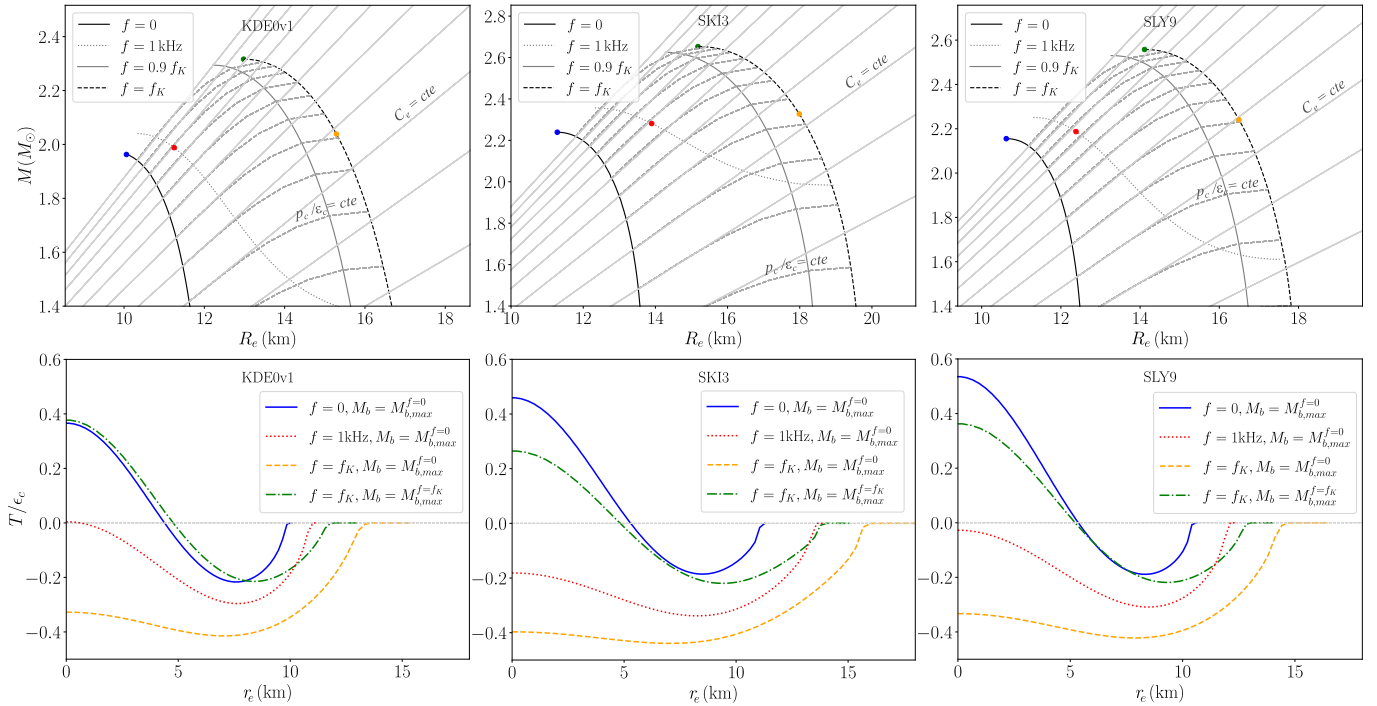 KDE0v1
f = 0
f = 1 kHz
f = 0.9 f_K
f = f_K
C_e = cte
p_c/ε_c = cte
2.4
2.2
2.0
1.8
1.6
1.4
M (M_⊙)
10 12 14 16 18
R_e (km)
SKI3
f = 0
f = 1 kHz
f = 0.9 f_K
f = f_K
C_e = cte
p_c/ε_c = cte
2.8
2.6
2.4
2.2
2.0
1.8
1.6
1.4
10 12 14 16 18 20
R_e (km)
SLY9
f = 0
f = 1 kHz
f = 0.9 f_K
f = f_K
C_e = cte
p_c/ε_c = cte
2.6
2.4
2.2
2.0
1.8
1.6
1.4
10 12 14 16 18
R_e (km)
KDE0v1
f = 0, M_b = M_{b,max}^{f=0}
f = 1kHz, M_b = M_{b,max}^{f=0}
f = f_K, M_b = M_{b,max}^{f=0}
f = f_K, M_b = M_{b,max}^{f=f_K}
0.6
0.4
0.2
0.0
−0.2
−0.4
T/ϵ_c
0 5 10 15
r_e (km)
SKI3
f = 0, M_b = M_{b,max}^{f=0}
f = 1kHz, M_b = M_{b,max}^{f=0}
f = f_K, M_b = M_{b,max}^{f=0}
f = f_K, M_b = M_{b,max}^{f=f_K}
0.6
0.4
0.2
0.0
−0.2
−0.4
0 5 10 15
r_e (km)
SLY9
f = 0, M_b = M_{b,max}^{f=0}
f = 1kHz, M_b = M_{b,max}^{f=0}
f = f_K, M_b = M_{b,max}^{f=0}
f = f_K, M_b = M_{b,max}^{f=f_K}
0.6
0.4
0.2
0.0
−0.2
−0.4
0 5 10 15
r_e (km)